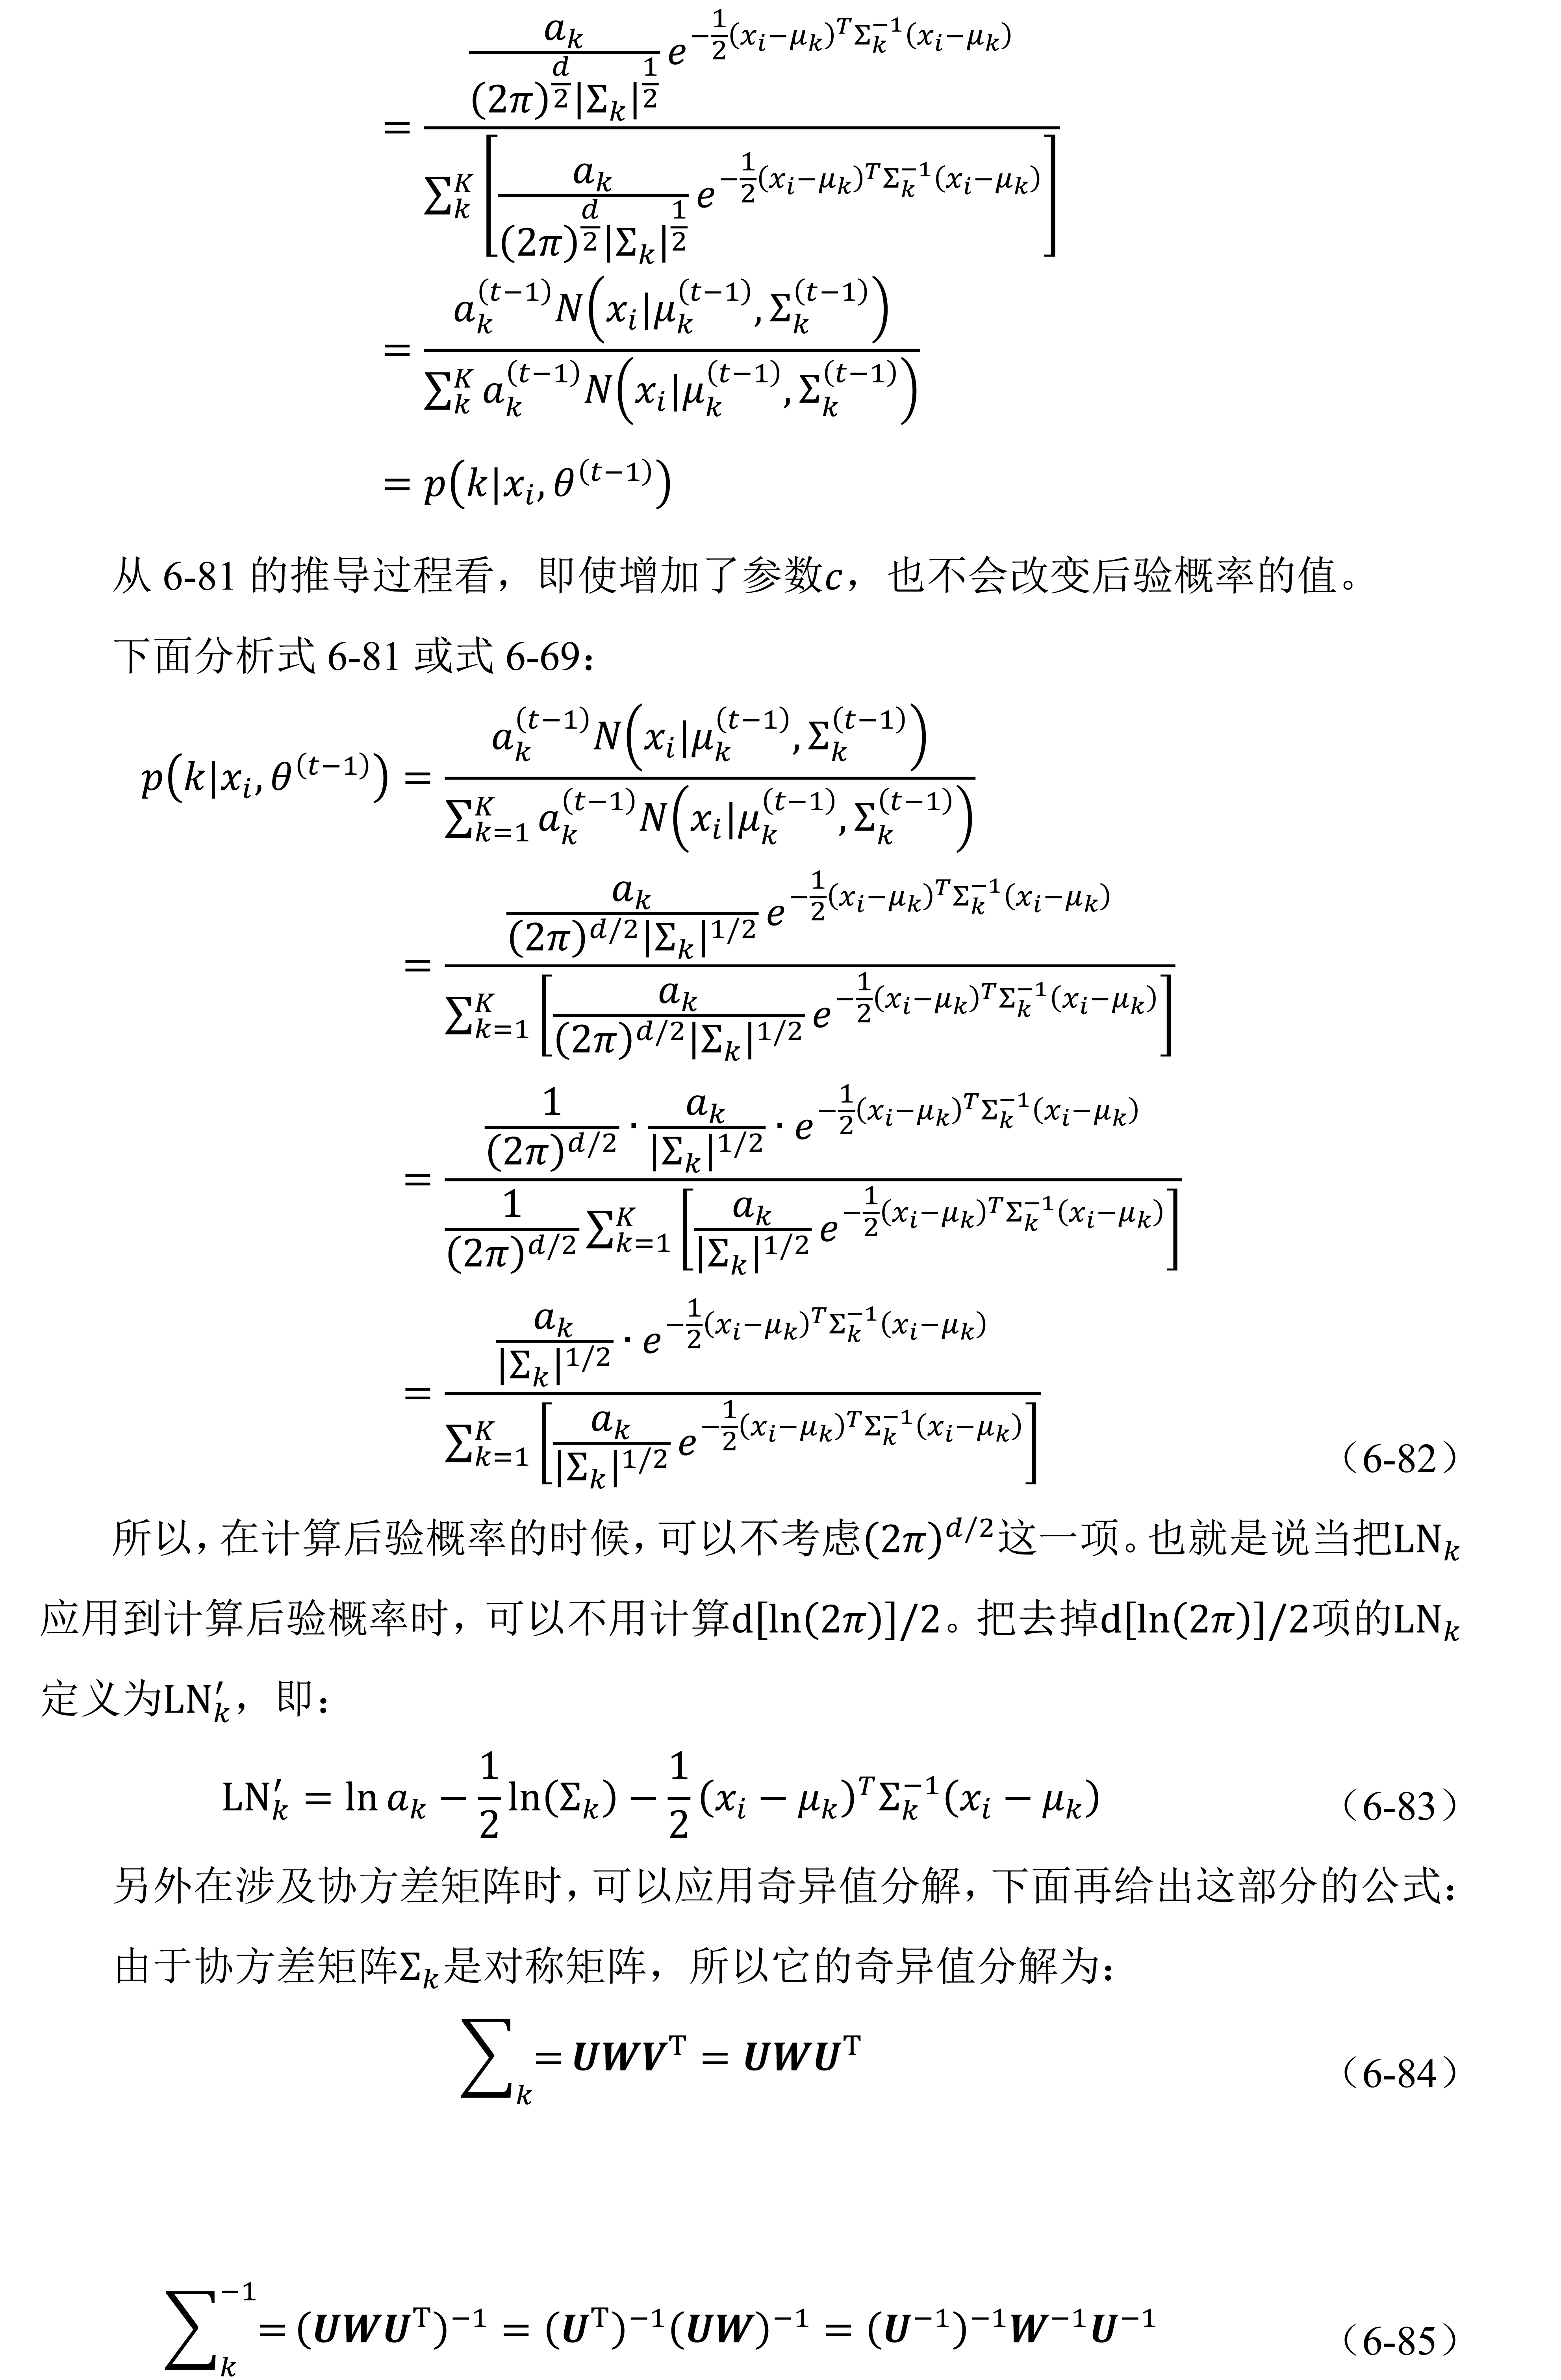 $= \frac{\frac{a_k}{(2\pi)^{\frac{d}{2}}|\Sigma_k|^{\frac{1}{2}}} e^{-\frac{1}{2}(x_i-\mu_k)^T\Sigma_k^{-1}(x_i-\mu_k)}}{\sum_k^K \left[\frac{a_k}{(2\pi)^{\frac{d}{2}}|\Sigma_k|^{\frac{1}{2}}} e^{-\frac{1}{2}(x_i-\mu_k)^T\Sigma_k^{-1}(x_i-\mu_k)}\right]}$
$= \frac{a_k^{(t-1)} N\left(x_i|\mu_k^{(t-1)},\Sigma_k^{(t-1)}\right)}{\sum_k^K a_k^{(t-1)} N\left(x_i|\mu_k^{(t-1)},\Sigma_k^{(t-1)}\right)}$
$= p\left(k|x_i,\theta^{(t-1)}\right)$
从 6-81 的推导过程看，即使增加了参数$c$，也不会改变后验概率的值。
下面分析式 6-81 或式 6-69：
$p\left(k|x_i,\theta^{(t-1)}\right) = \frac{a_k^{(t-1)} N\left(x_i|\mu_k^{(t-1)},\Sigma_k^{(t-1)}\right)}{\sum_{k=1}^K a_k^{(t-1)} N\left(x_i|\mu_k^{(t-1)},\Sigma_k^{(t-1)}\right)}$
$= \frac{\frac{a_k}{(2\pi)^{d/2}|\Sigma_k|^{1/2}} e^{-\frac{1}{2}(x_i-\mu_k)^T\Sigma_k^{-1}(x_i-\mu_k)}}{\sum_{k=1}^K \left[\frac{a_k}{(2\pi)^{d/2}|\Sigma_k|^{1/2}} e^{-\frac{1}{2}(x_i-\mu_k)^T\Sigma_k^{-1}(x_i-\mu_k)}\right]}$
$= \frac{\frac{1}{(2\pi)^{d/2}} \cdot \frac{a_k}{|\Sigma_k|^{1/2}} \cdot e^{-\frac{1}{2}(x_i-\mu_k)^T\Sigma_k^{-1}(x_i-\mu_k)}}{\frac{1}{(2\pi)^{d/2}} \sum_{k=1}^K \left[\frac{a_k}{|\Sigma_k|^{1/2}} e^{-\frac{1}{2}(x_i-\mu_k)^T\Sigma_k^{-1}(x_i-\mu_k)}\right]}$
$= \frac{\frac{a_k}{|\Sigma_k|^{1/2}} \cdot e^{-\frac{1}{2}(x_i-\mu_k)^T\Sigma_k^{-1}(x_i-\mu_k)}}{\sum_{k=1}^K \left[\frac{a_k}{|\Sigma_k|^{1/2}} e^{-\frac{1}{2}(x_i-\mu_k)^T\Sigma_k^{-1}(x_i-\mu_k)}\right]}$ （6-82）
所以，在计算后验概率的时候，可以不考虑$(2\pi)^{d/2}$这一项。也就是说当把$\mathrm{LN}_k$
应用到计算后验概率时，可以不用计算$\mathrm{d}[\ln(2\pi)]/2$。把去掉$\mathrm{d}[\ln(2\pi)]/2$项的$\mathrm{LN}_k$
定义为$\mathrm{LN}_k'$，即：
$\mathrm{LN}_k' = \ln a_k - \frac{1}{2}\ln(\Sigma_k) - \frac{1}{2}(x_i-\mu_k)^T\Sigma_k^{-1}(x_i-\mu_k)$ （6-83）
另外在涉及协方差矩阵时，可以应用奇异值分解，下面再给出这部分的公式：
由于协方差矩阵$\Sigma_k$是对称矩阵，所以它的奇异值分解为：
$\sum_k = \boldsymbol{UWV}^{\mathrm{T}} = \boldsymbol{UWU}^{\mathrm{T}}$ （6-84）
$\sum_k^{-1} = (\boldsymbol{UWU}^{\mathrm{T}})^{-1} = (\boldsymbol{U}^{\mathrm{T}})^{-1}(\boldsymbol{UW})^{-1} = (\boldsymbol{U}^{-1})^{-1}\boldsymbol{W}^{-1}\boldsymbol{U}^{-1}$ （6-85）